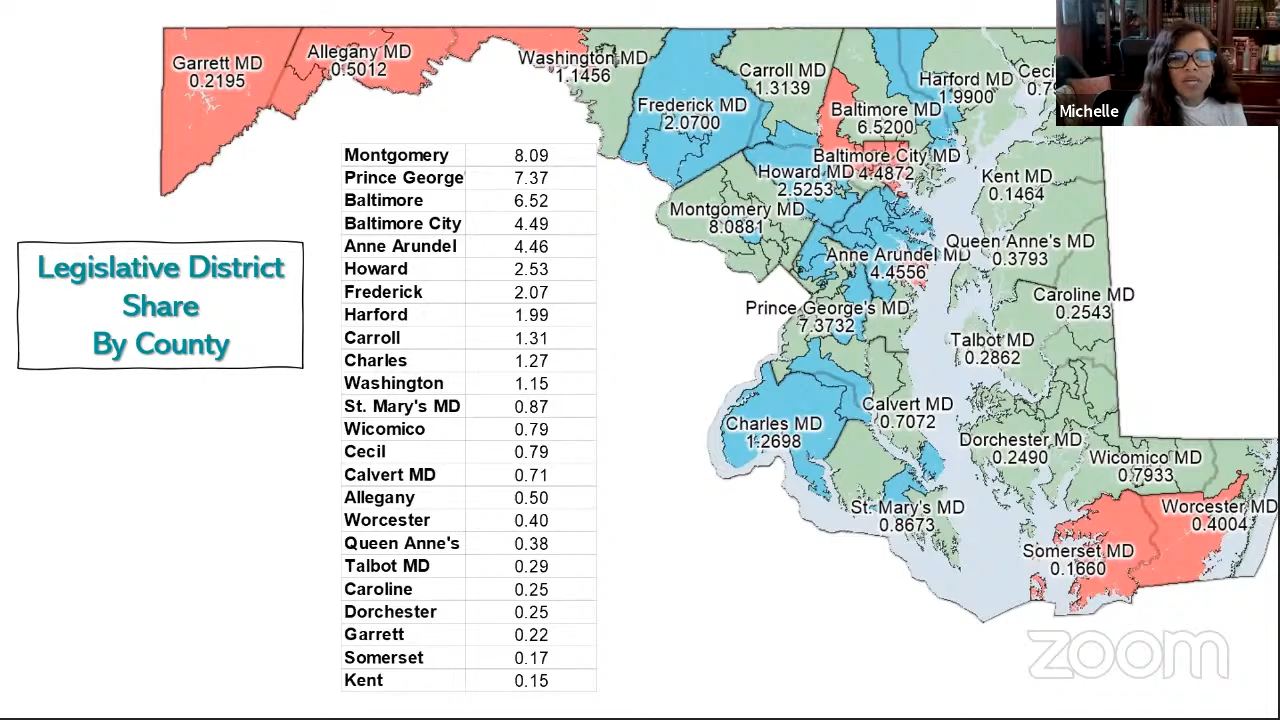 Garrett MD
0.2195
Allegany MD
0.5012
Washington MD
1.1456
Frederick MD
2.0700
Carroll MD
1.3139
Baltimore MD
6.5200
Harford MD
1.9900
Michelle
Baltimore City MD
4.4872
Howard MD
2.5253
Montgomery MD
8.0881
Kent MD
0.1464
Anne Arundel MD
4.4556
Queen Anne's MD
0.3793
Prince George's MD
7.3732
Caroline MD
0.2543
Talbot MD
0.2862
Charles MD
1.2698
Calvert MD
0.7072
Dorchester MD
0.2490
Wicomico MD
0.7933
St. Mary's MD
0.8673
Worcester MD
0.4004
Somerset MD
0.1660
Legislative District
Share
By County
Montgomery 8.09
Prince George' 7.37
Baltimore 6.52
Baltimore City 4.49
Anne Arundel 4.46
Howard 2.53
Frederick 2.07
Harford 1.99
Carroll 1.31
Charles 1.27
Washington 1.15
St. Mary's MD 0.87
Wicomico 0.79
Cecil 0.79
Calvert MD 0.71
Allegany 0.50
Worcester 0.40
Queen Anne's 0.38
Talbot MD 0.29
Caroline 0.25
Dorchester 0.25
Garrett 0.22
Somerset 0.17
Kent 0.15
zoom